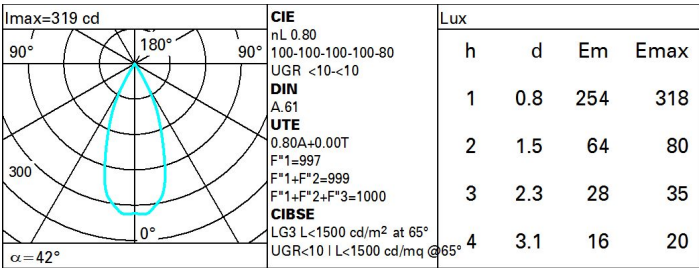 Imax=319 cd
90°
180°
90°
300
0°
α=42°
CIE
nL 0.80
100-100-100-100-80
UGR <10-<10
DIN
A.61
UTE
0.80A+0.00T
F"1=997
F"1+F"2=999
F"1+F"2+F"3=1000
CIBSE
LG3 L<1500 cd/m² at 65°
UGR<10 | L<1500 cd/mq @65°
Lux
h d Em Emax
1 0.8 254 318
2 1.5 64 80
3 2.3 28 35
4 3.1 16 20